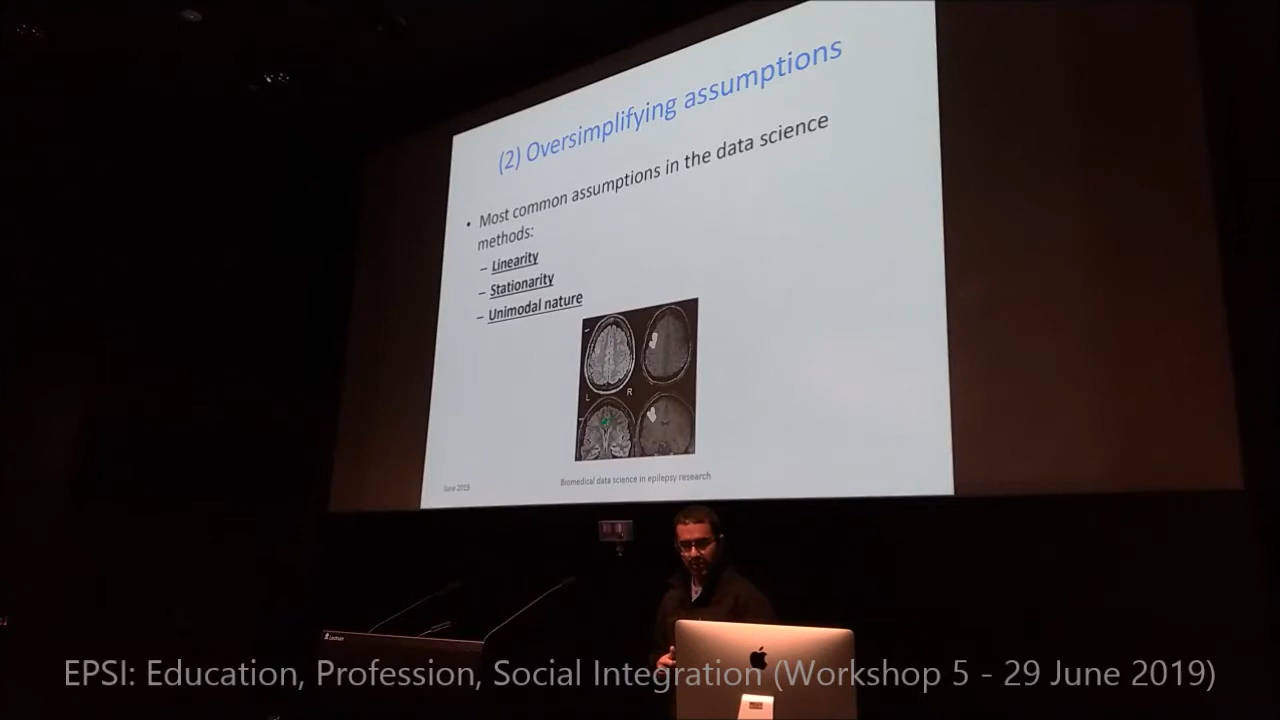 (2) Oversimplifying assumptions
• Most common assumptions in the data science
methods:
– Linearity
– Stationarity
– Unimodal nature
L
R
June 2019
Biomedical data science in epilepsy research
EPSI: Education, Profession, Social Integration (Workshop 5 - 29 June 2019)